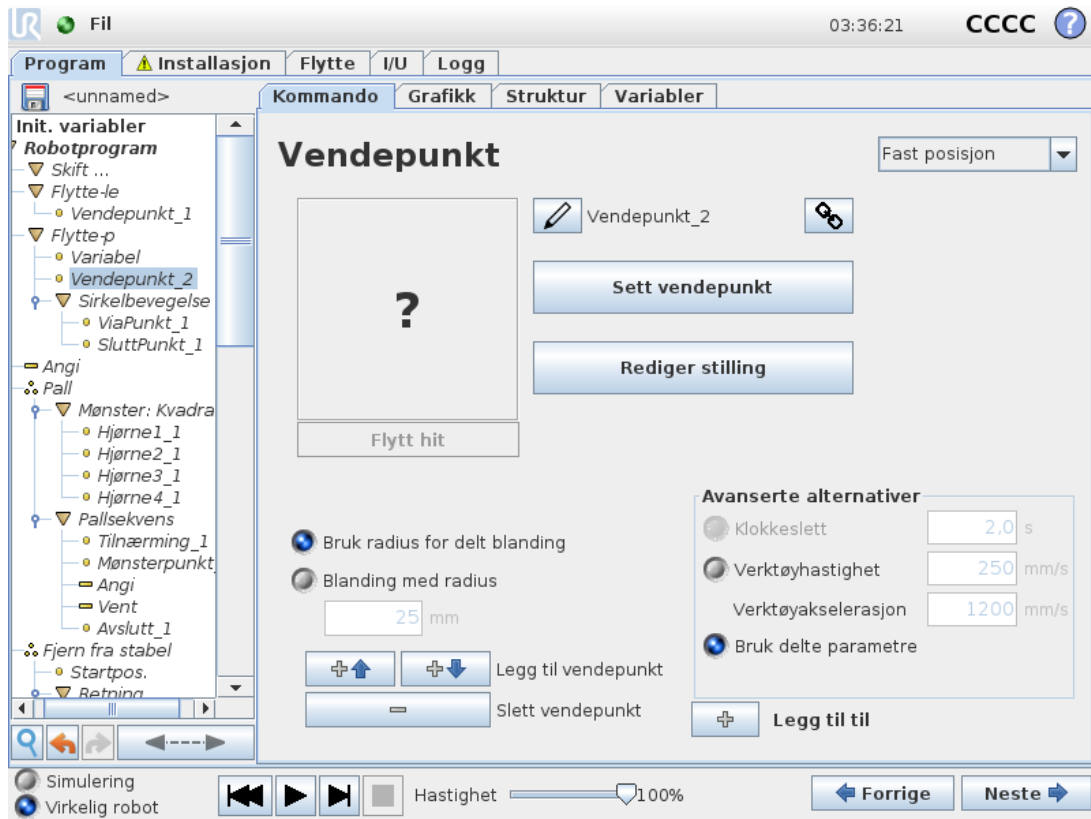 UR Fil 03:36:21 CCCC ?
Program Installasjon Flytte I/U Logg
<unnamed>
Kommando Grafikk Struktur Variabler
Init. variabler
Robotprogram
Skift ...
Flytte-le
Vendepunkt_1
Flytte-p
Variabel
Vendepunkt_2
Sirkelbevegelse
ViaPunkt_1
SluttPunkt_1
Angi
Pall
Mønster: Kvadra
Hjørne1_1
Hjørne2_1
Hjørne3_1
Hjørne4_1
Pallsekvens
Tilnærming_1
Mønsterpunkt_
Angi
Vent
Avslutt_1
Fjern fra stabel
Startpos.
Retning
Vendepunkt
Fast posisjon
?
Vendepunkt_2
Sett vendepunkt
Rediger stilling
Flytt hit
Bruk radius for delt blanding
Blanding med radius
25 mm
Legg til vendepunkt
Slett vendepunkt
Avanserte alternativer
Klokkeslett 2,0 s
Verktøyhastighet 250 mm/s
Verktøyakselerasjon 1200 mm/s
Bruk delte parametre
Legg til til
Simulering
Virkelig robot
Hastighet 100%
Forrige Neste